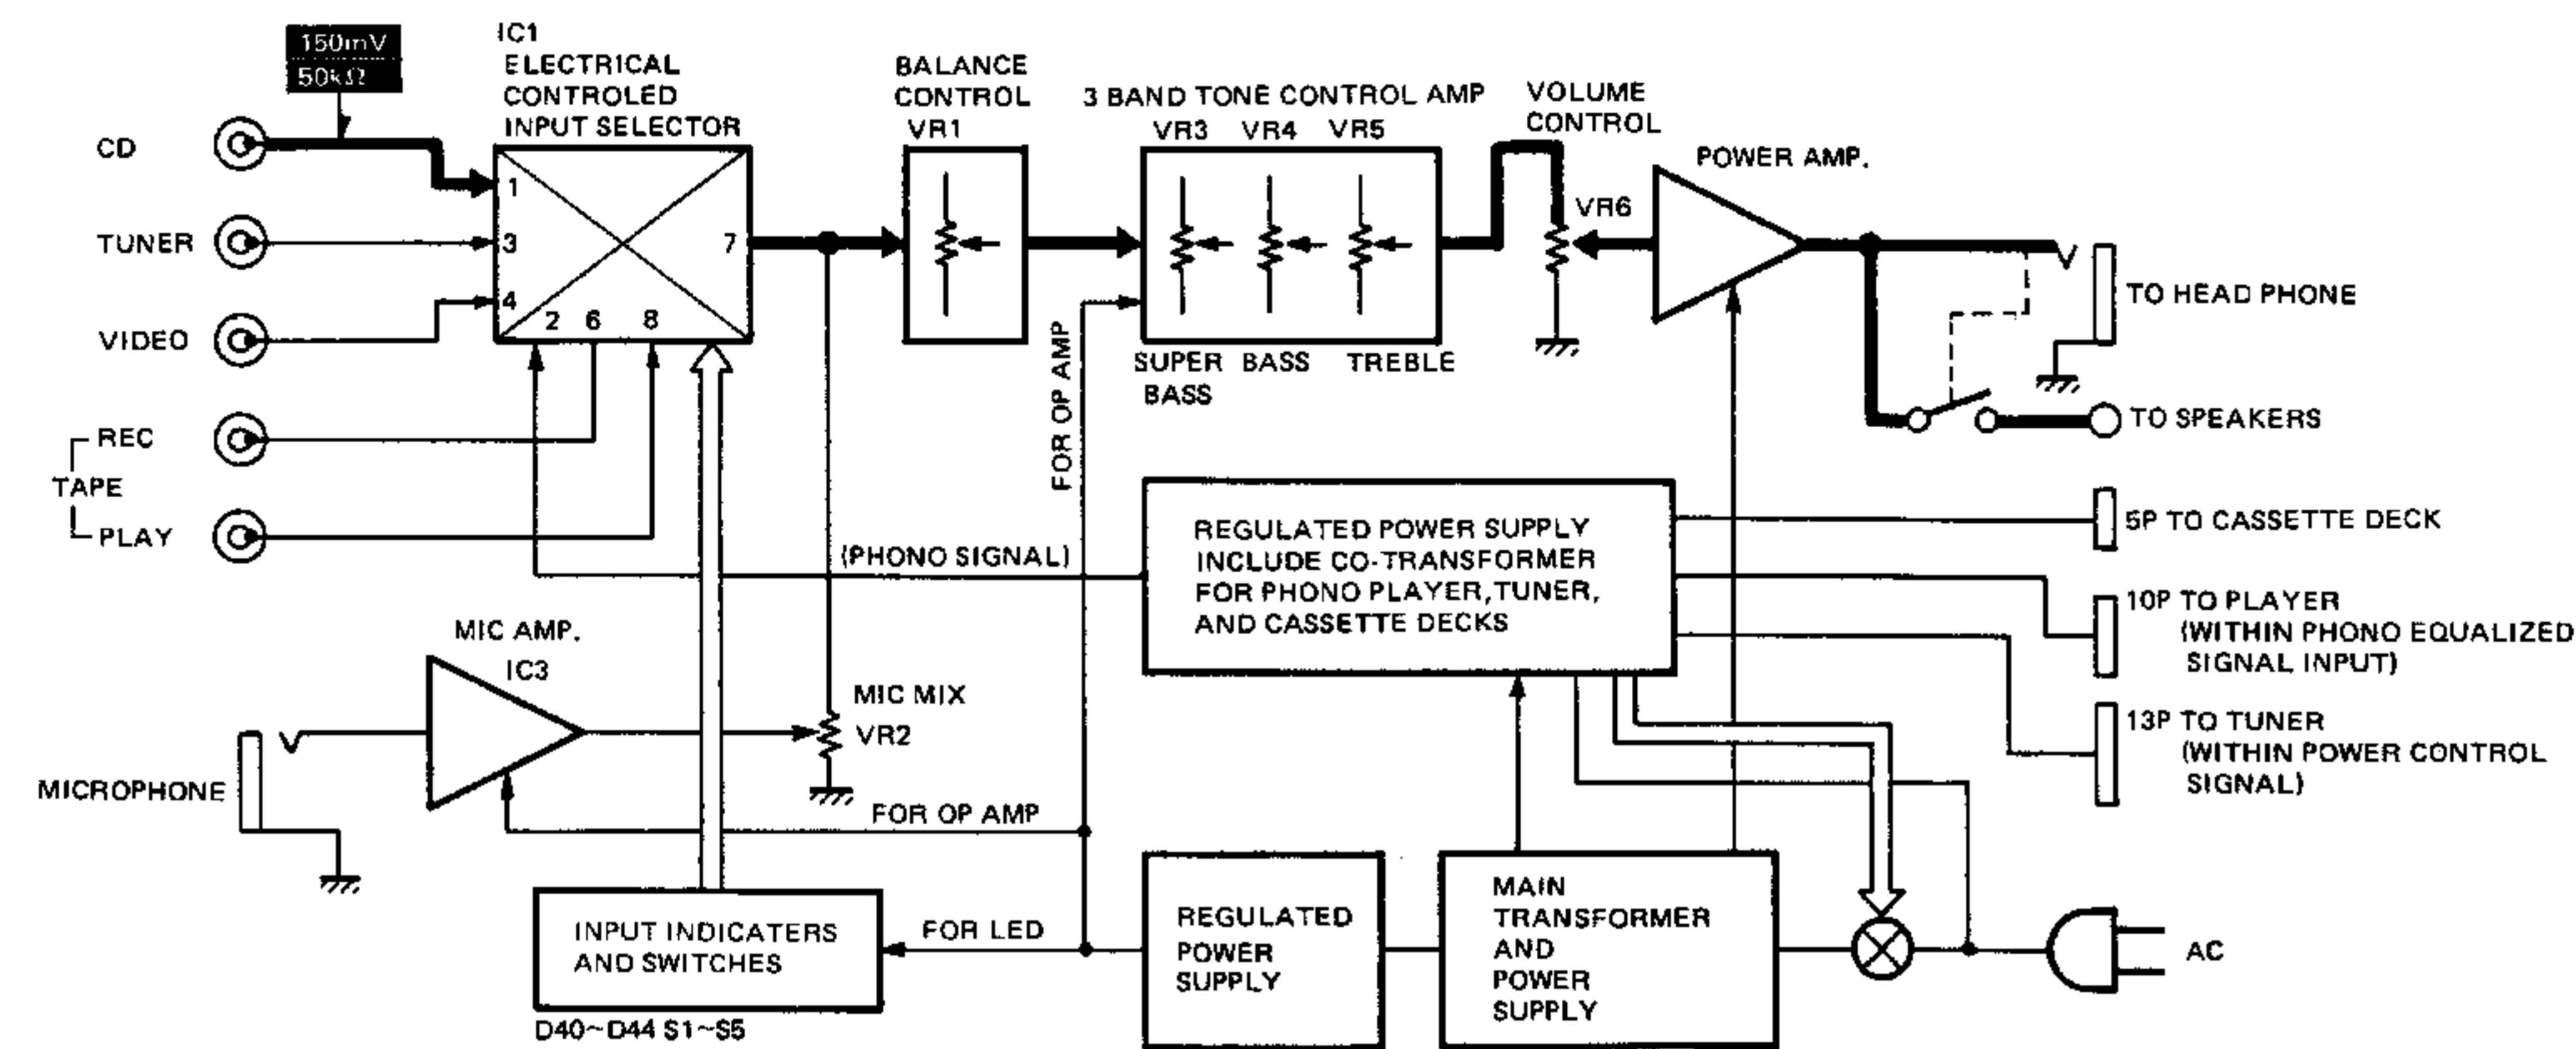 150mV
50kΩ
IC1
ELECTRICAL
CONTROLED
INPUT SELECTOR
BALANCE
CONTROL
VR1
3 BAND TONE CONTROL AMP
VR3 VR4 VR5
VOLUME
CONTROL
POWER AMP.
CD
1
TUNER
3
7
VR6
VIDEO
4
2 6 8
SUPER BASS TREBLE
BASS
TO HEAD PHONE
FOR OP AMP
REC
TAPE
PLAY
TO SPEAKERS
(PHONO SIGNAL)
REGULATED POWER SUPPLY
INCLUDE CO-TRANSFORMER
FOR PHONO PLAYER, TUNER,
AND CASSETTE DECKS
5P TO CASSETTE DECK
10P TO PLAYER
(WITHIN PHONO EQUALIZED
SIGNAL INPUT)
13P TO TUNER
(WITHIN POWER CONTROL
SIGNAL)
MIC AMP.
IC3
MIC MIX
VR2
MICROPHONE
FOR OP AMP
INPUT INDICATERS
AND SWITCHES
D40~D44 S1~S5
FOR LED
REGULATED
POWER
SUPPLY
MAIN
TRANSFORMER
AND
POWER
SUPPLY
AC